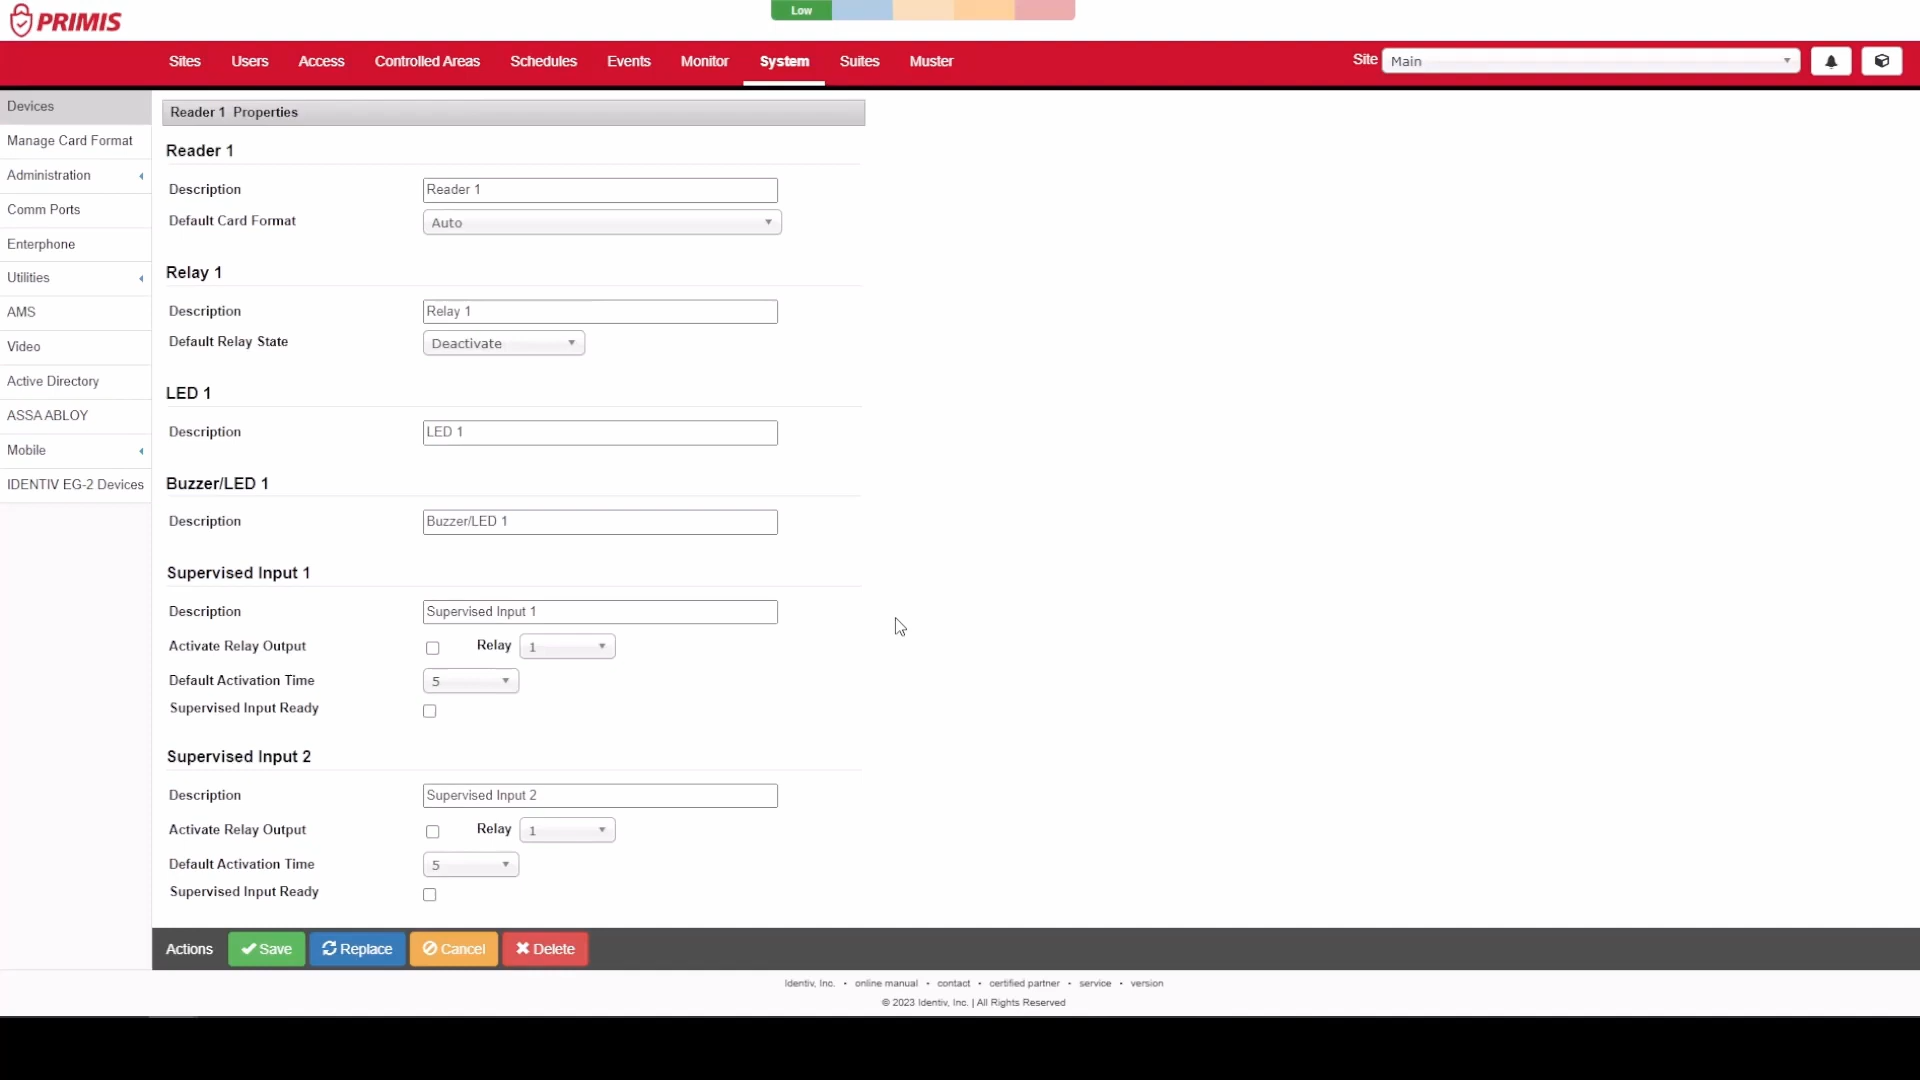 Low
PRIMIS
Sites Users Access Controlled Areas Schedules Events Monitor System Suites Muster Site Main
Devices
Manage Card Format
Administration
Comm Ports
Enterphone
Utilities
AMS
Video
Active Directory
ASSA ABLOY
Mobile
IDENTIV EG-2 Devices
Reader 1 Properties
Reader 1
Description Reader 1
Default Card Format Auto
Relay 1
Description Relay 1
Default Relay State Deactivate
LED 1
Description LED 1
Buzzer/LED 1
Description Buzzer/LED 1
Supervised Input 1
Description Supervised Input 1
Activate Relay Output Relay 1
Default Activation Time 5
Supervised Input Ready
Supervised Input 2
Description Supervised Input 2
Activate Relay Output Relay 1
Default Activation Time 5
Supervised Input Ready
Actions Save Replace Cancel Delete
Identiv, Inc. • online manual • contact • certified partner • service • version
© 2023 Identiv, Inc. | All Rights Reserved